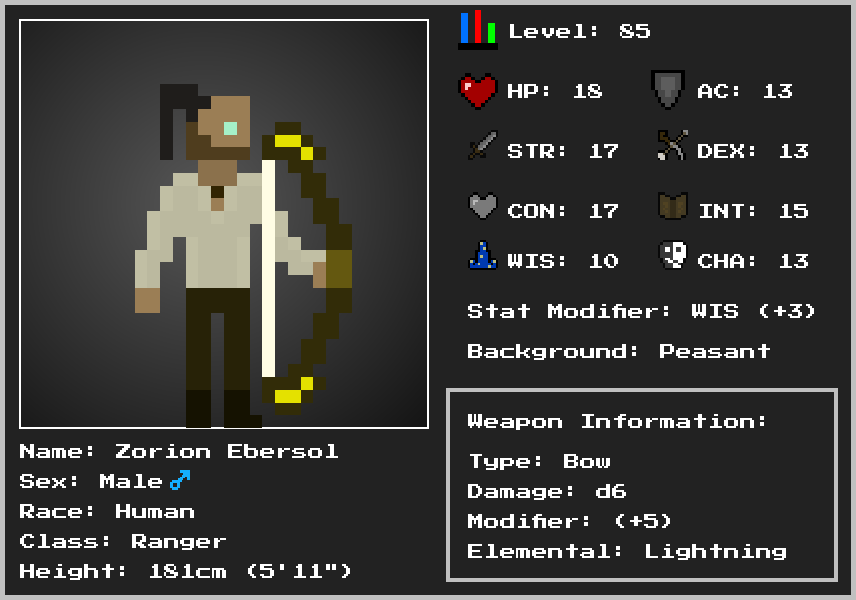 Level: 85
HP: 18
AC: 13
STR: 17
DEX: 13
CON: 17
INT: 15
WIS: 10
CHA: 13
Stat Modifier: WIS (+3)
Background: Peasant
Weapon Information:
Type: Bow
Damage: d6
Modifier: (+5)
Elemental: Lightning
Name: Zorion Ebersol
Sex: Male ♂
Race: Human
Class: Ranger
Height: 181cm (5'11")